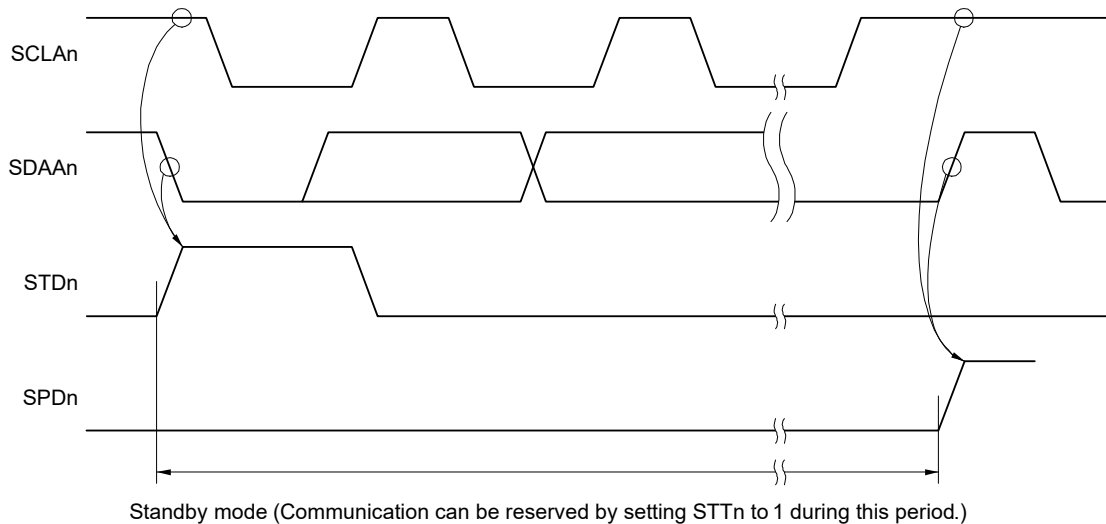 SCLAn
SDAAn
STDn
SPDn
Standby mode (Communication can be reserved by setting STTn to 1 during this period.)